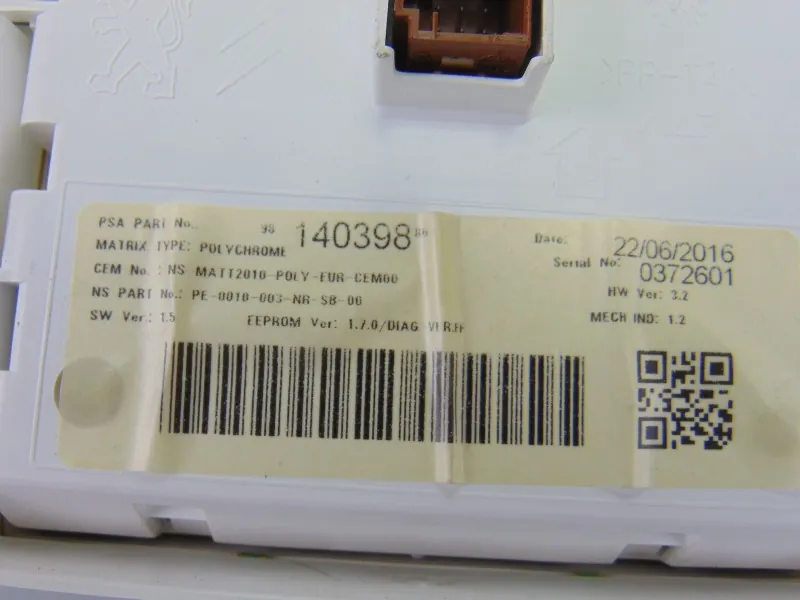 PSA PART No.: 98 140398 80
Date: 22/06/2016
MATRIX TYPE: POLYCHROME
Serial No: 0372601
CEM No.: NS MATT2010-POLY-EUR-CEM00
HW Ver: 3.2
NS PART No.: PE-0010-003-NR-SB-00
MECH IND: 1.2
SW Ver.: 1.5
EEPROM Ver: 1.7.0/DIAG VER.FF